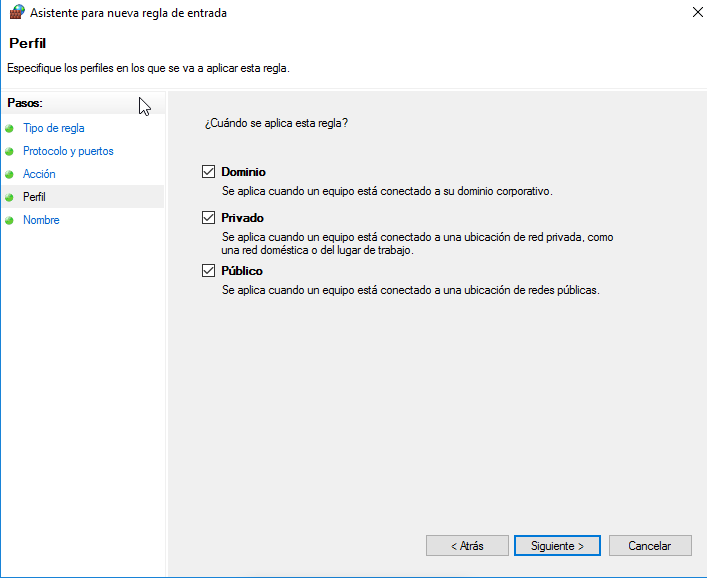 Asistente para nueva regla de entrada
Perfil
Especifique los perfiles en los que se va a aplicar esta regla.
Pasos:
Tipo de regla
Protocolo y puertos
Acción
Perfil
Nombre
¿Cuándo se aplica esta regla?
Dominio
Se aplica cuando un equipo está conectado a su dominio corporativo.
Privado
Se aplica cuando un equipo está conectado a una ubicación de red privada, como
una red doméstica o del lugar de trabajo.
Público
Se aplica cuando un equipo está conectado a una ubicación de redes públicas.
< Atrás
Siguiente >
Cancelar